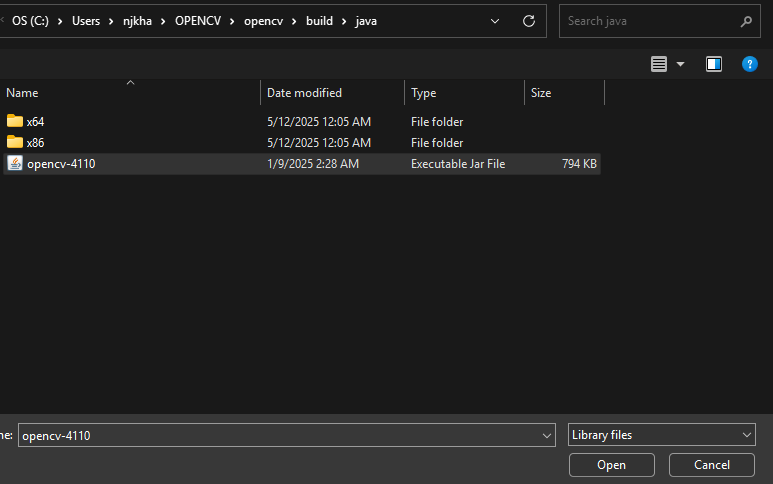 OS (C:) > Users > njkha > OPENCV > opencv > build > java Search java
Name Date modified Type Size
x64 5/12/2025 12:05 AM File folder
x86 5/12/2025 12:05 AM File folder
opencv-4110 1/9/2025 2:28 AM Executable Jar File 794 KB
ne: opencv-4110 Library files
Open Cancel